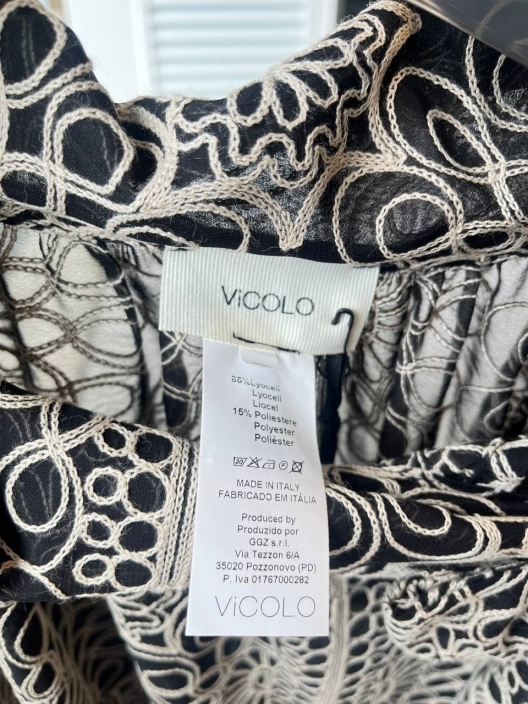 ViCOLO
85%Lyocell
Lyocell
Liocel
15% Poliestere
Polyester
Poliéster
MADE IN ITALY
FABRICADO EM ITÁLIA
Produced by
Produzido por
GGZ s.r.l.
Via Tezzon 6/A
35020 Pozzonovo (PD)
P. Iva 01767000282
ViCOLO